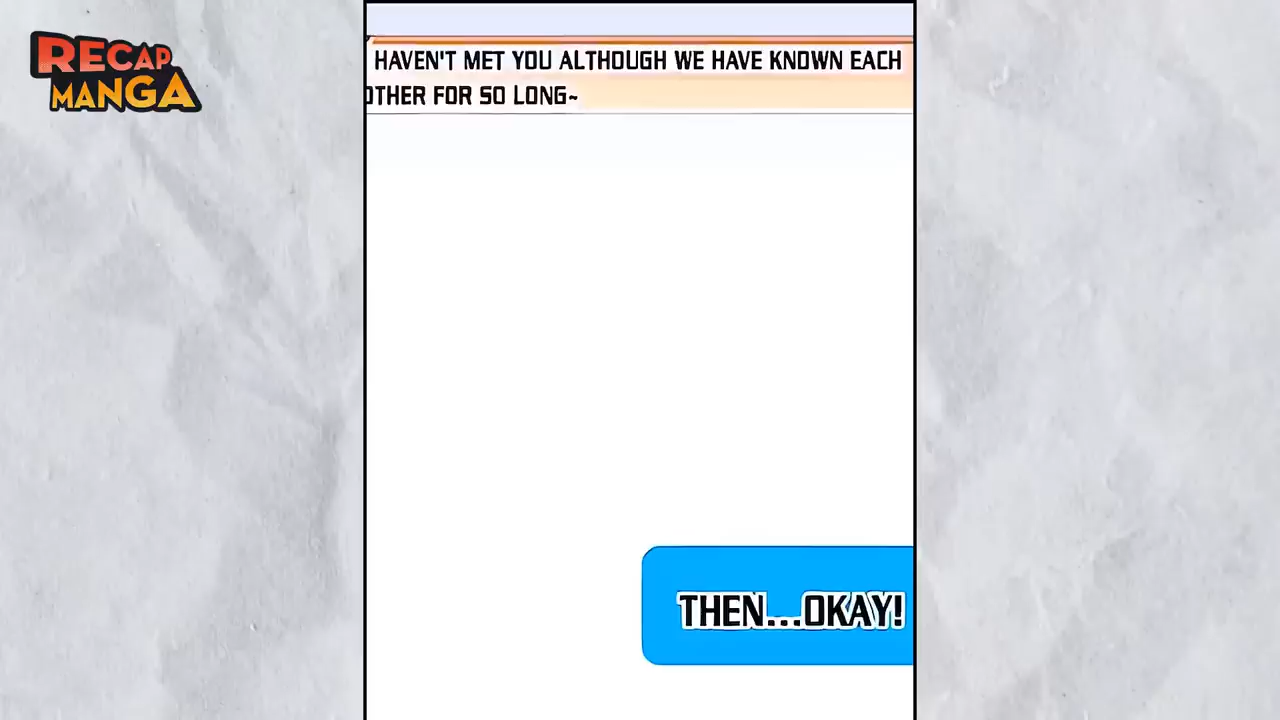 RECAP
MANGA
HAVEN'T MET YOU ALTHOUGH WE HAVE KNOWN EACH
OTHER FOR SO LONG~
THEN...OKAY!